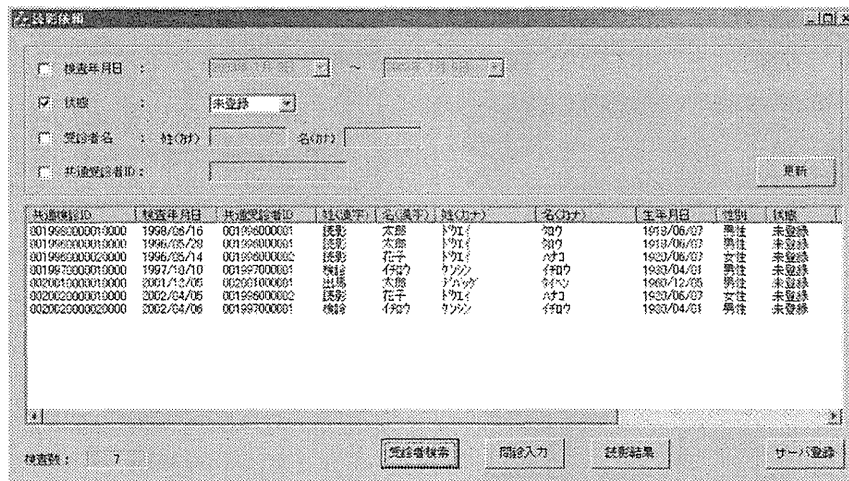 読影依頼
検査年月日 : ～
状態 : 未登録
受診者名 : 姓(カナ) 名(カナ)
共通受診者ID:
更新
共通検診ID 検査年月日 共通受診者ID 姓(漢字) 名(漢字) 姓(カナ) 名(カナ) 生年月日 性別 状態
1998/06/16 001996000001 読影 太郎 ドクエイ タロウ 1918/06/07 男性 未登録
1996/05/28 001996000001 読影 太郎 ドクエイ タロウ 1918/06/07 男性 未登録
001996000020000 1996/05/14 001996000002 読影 花子 ドクエイ ハナコ 1920/06/07 女性 未登録
001997000010000 1997/10/10 001997000001 検診 イチロウ ケンシン イチロウ 1930/04/01 男性 未登録
002001000010000 2001/12/05 002001000001 出馬 太郎 1960/12/05 男性 未登録
002002000010000 2002/04/05 001996000002 読影 花子 ドクエイ ハナコ 1920/06/07 女性 未登録
002002000020000 2002/04/06 001997000001 検診 イチロウ ケンシン イチロウ 1930/04/01 男性 未登録
検査数: 7
受診者検索 問診入力 読影結果 サーバ登録